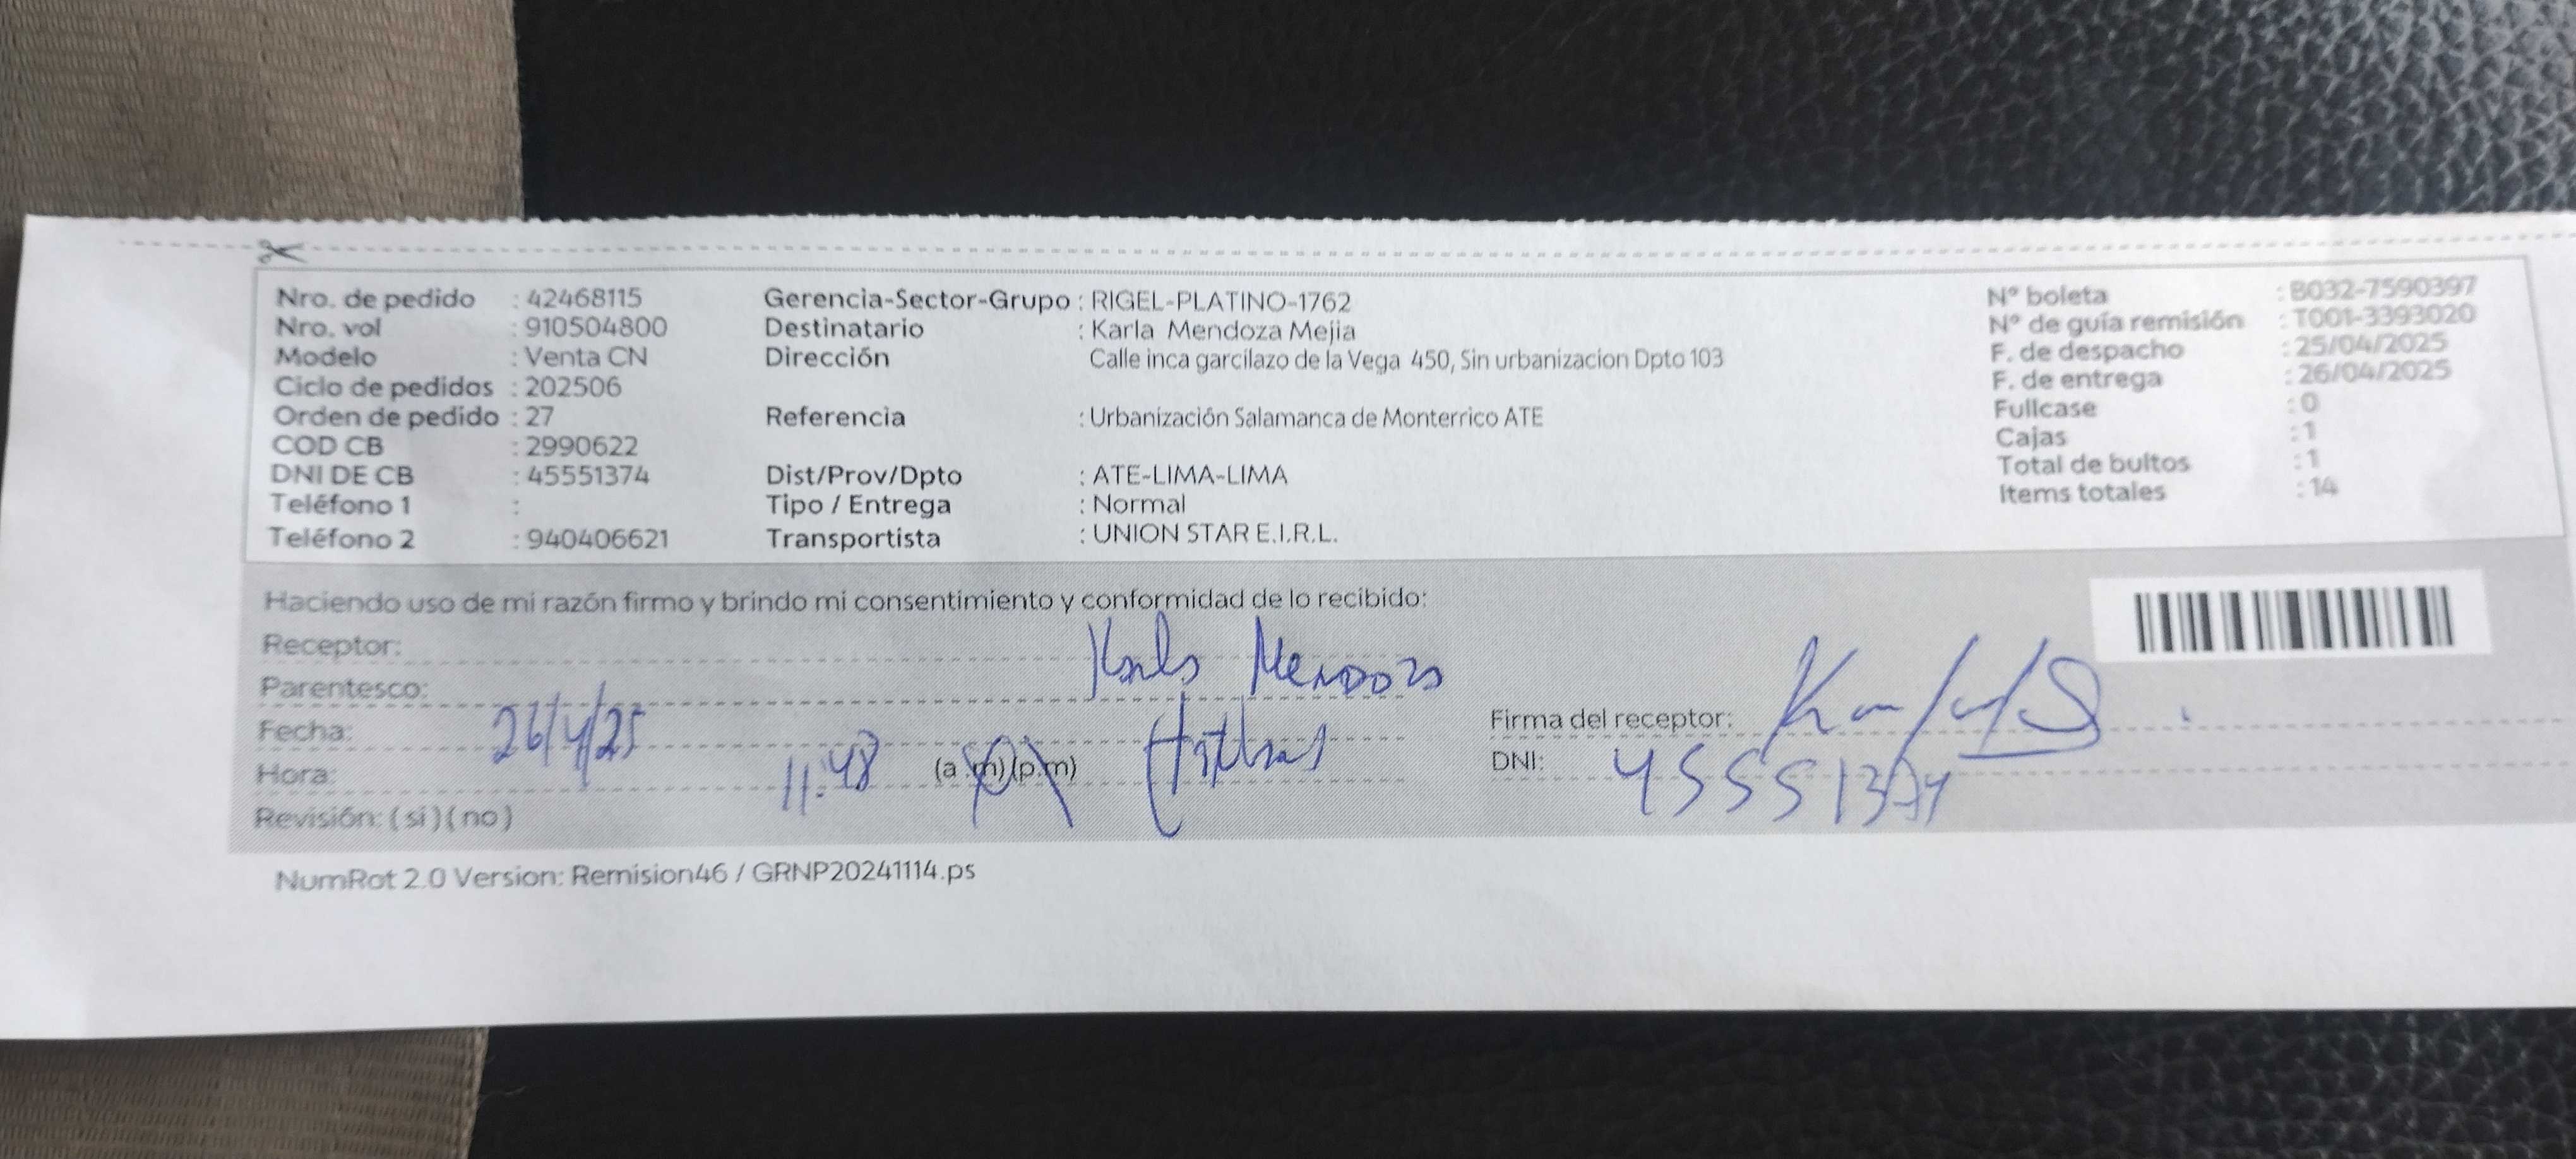 Nro. de pedido : 42468115 Gerencia-Sector-Grupo : RIGEL-PLATINO-1762 N° boleta : B032-7590397
Nro. vol : 910504800 Destinatario : Karla Mendoza Mejia N° de guía remisión : T001-3393020
Modelo : Venta CN Dirección Calle inca garcilazo de la Vega 450, Sin urbanizacion Dpto 103 F. de despacho : 25/04/2025
Ciclo de pedidos : 202506 F. de entrega : 26/04/2025
Orden de pedido : 27 Referencia : Urbanización Salamanca de Monterrico ATE Fullcase : 0
COD CB : 2990622 Cajas : 1
DNI DE CB : 45551374 Dist/Prov/Dpto : ATE-LIMA-LIMA Total de bultos : 1
Teléfono 1 : Tipo / Entrega : Normal Items totales : 14
Teléfono 2 : 940406621 Transportista : UNION STAR E.I.R.L.
Haciendo uso de mi razón firmo y brindo mi consentimiento y conformidad de lo recibido:
Receptor: Karla Mendoza
Parentesco:
Fecha: 26/4/25 Firma del receptor:
Hora: 11:48 (a.m)(p.m) DNI: 45551374
Revisión: (si)(no)
NumRot 2.0 Version: Remision46 / GRNP20241114.ps